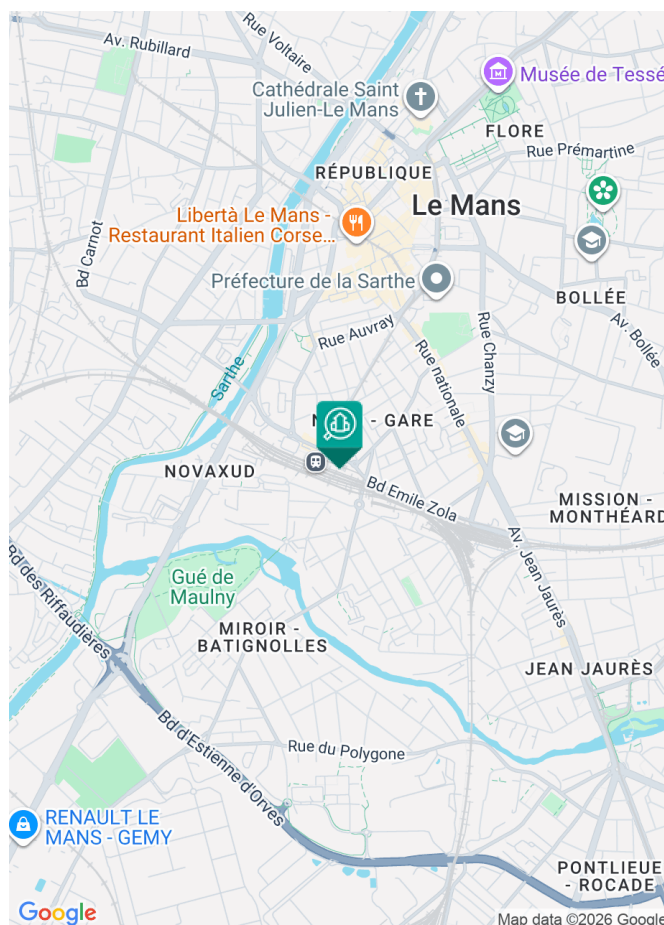 Av. Rubillard
Rue Voltaire
Musée de Tessé
Cathédrale Saint
Julien-Le Mans
FLORE
Rue Prémartine
RÉPUBLIQUE
Le Mans
Libertà Le Mans -
Restaurant Italien Corse...
Bd Carnot
Préfecture de la Sarthe
BOLLÉE
Av. Bollée
Rue Auvray
Rue nationale
Rue Chanzy
Sarthe
- GARE
NOVAXUD
Bd Emile Zola
MISSION -
MONTHÉARD
Av. Jean Jaurès
Bd des Riffaudières
Gué de
Maulny
MIROIR -
BATIGNOLLES
JEAN JAURÈS
Bd d'Estienne d'Orves
Rue du Polygone
RENAULT LE
MANS - GEMY
PONTLIEUE
- ROCADE
Google
Map data ©2026 Google